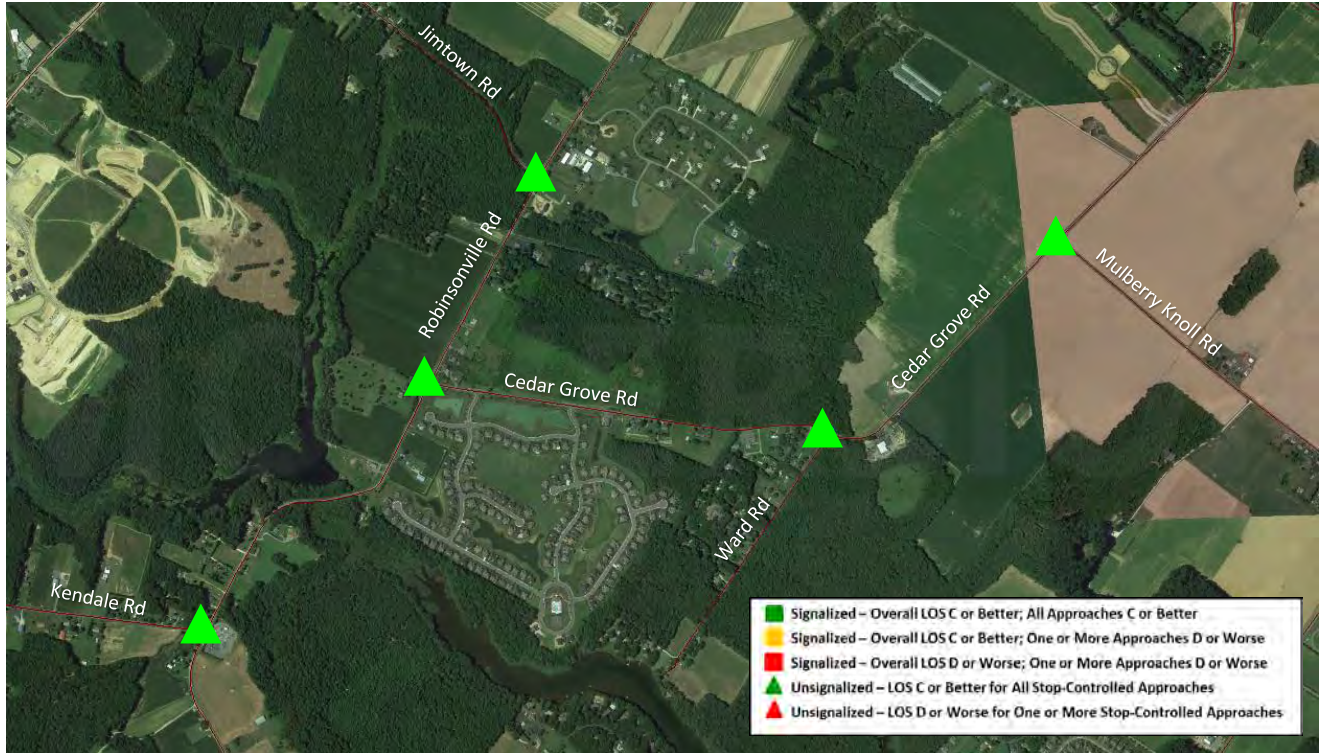 Jimtown Rd
Robinsonville Rd
Mulberry Knoll Rd
Cedar Grove Rd
Cedar Grove Rd
Ward Rd
Kendale Rd
Signalized – Overall LOS C or Better; All Approaches C or Better
Signalized – Overall LOS C or Better; One or More Approaches D or Worse
Signalized – Overall LOS D or Worse; One or More Approaches D or Worse
Unsignalized – LOS C or Better for All Stop-Controlled Approaches
Unsignalized – LOS D or Worse for One or More Stop-Controlled Approaches